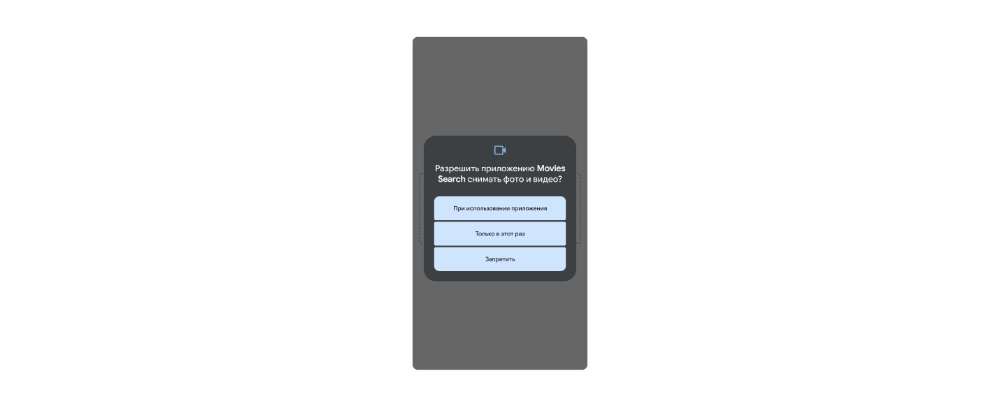 Разрешить приложению Movies
Search снимать фото и видео?
При использовании приложения
Только в этот раз
Запретить